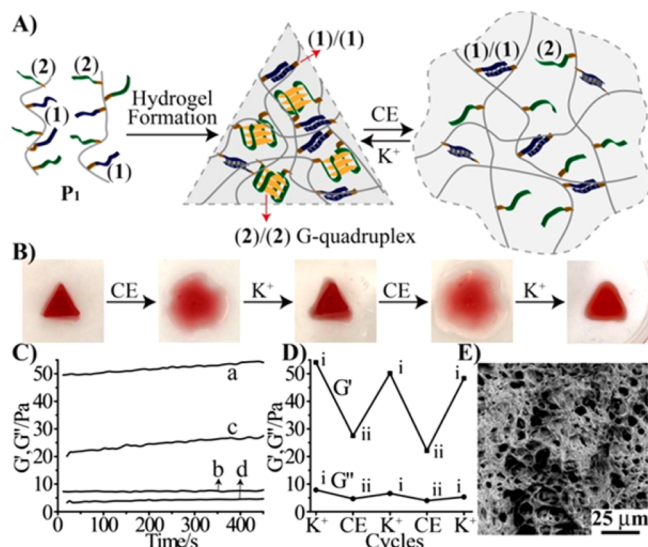 A)
(2) (2)
(1)
(1)
P1
Hydrogel
Formation
(1)/(1)
(2)/(2) G-quadruplex
CE
K⁺
(1)/(1) (2)
B)
CE
K⁺
CE
K⁺
C)
G',G''/Pa
50
40
30
20
10
0
a
c
b d
0 100 200 300 400
Time/s
D)
50
40
30
20
10
0
i
i
i
G'
ii
ii
G''
i
ii
i
ii
i
K⁺ CE K⁺ CE K⁺
Cycles
E)
25 μm